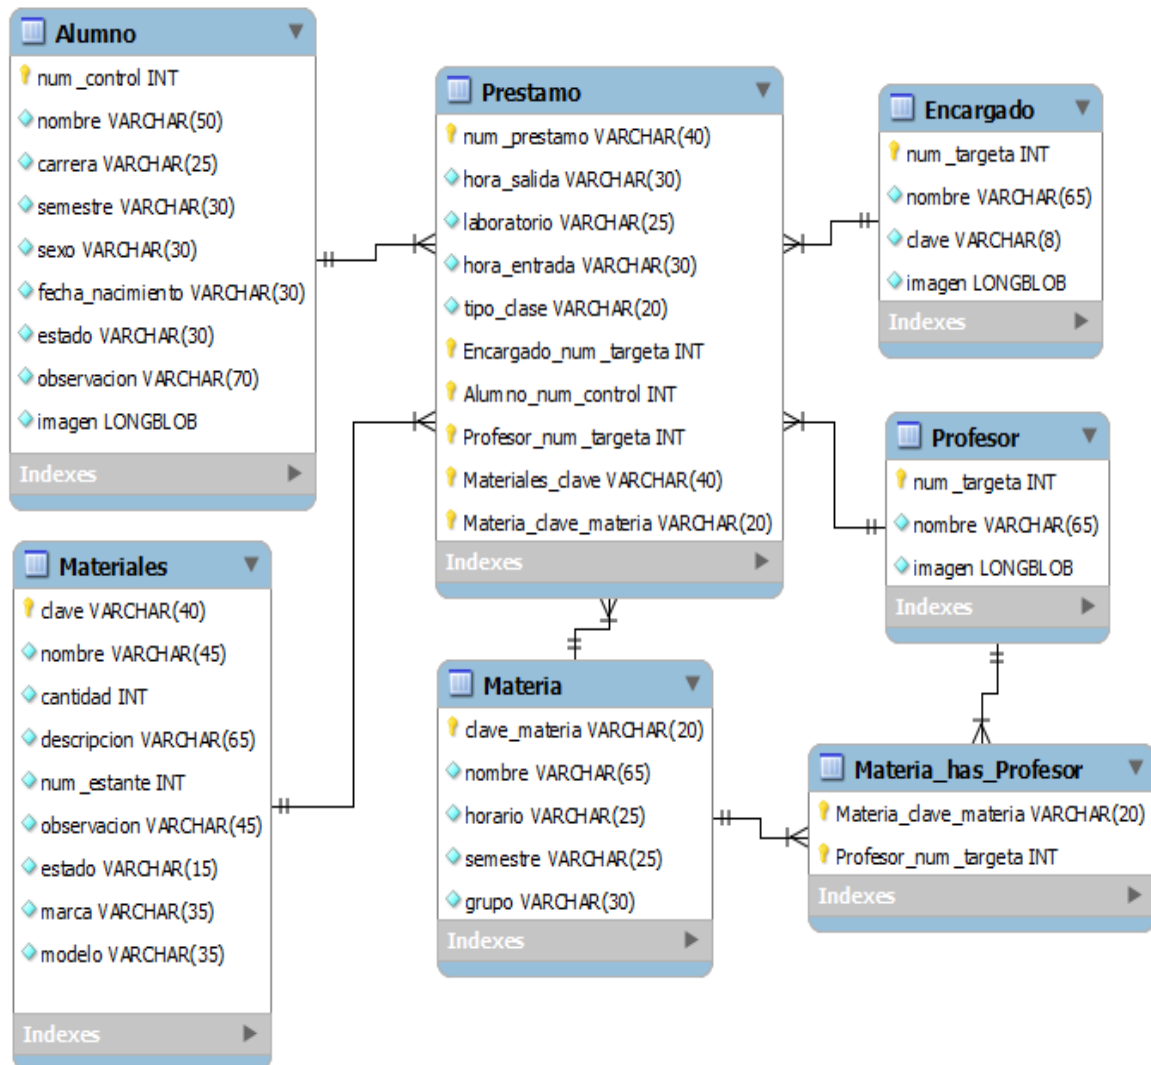 Alumno
num_control INT
nombre VARCHAR(50)
carrera VARCHAR(25)
semestre VARCHAR(30)
sexo VARCHAR(30)
fecha_nacimiento VARCHAR(30)
estado VARCHAR(30)
observacion VARCHAR(70)
imagen LONGBLOB
Indexes
Prestamo
num_prestamo VARCHAR(40)
hora_salida VARCHAR(30)
laboratorio VARCHAR(25)
hora_entrada VARCHAR(30)
tipo_clase VARCHAR(20)
Encargado_num_targeta INT
Alumno_num_control INT
Profesor_num_targeta INT
Materiales_clave VARCHAR(40)
Materia_clave_materia VARCHAR(20)
Indexes
Encargado
num_targeta INT
nombre VARCHAR(65)
clave VARCHAR(8)
imagen LONGBLOB
Indexes
Profesor
num_targeta INT
nombre VARCHAR(65)
imagen LONGBLOB
Indexes
Materiales
clave VARCHAR(40)
nombre VARCHAR(45)
cantidad INT
descripcion VARCHAR(65)
num_estante INT
observacion VARCHAR(45)
estado VARCHAR(15)
marca VARCHAR(35)
modelo VARCHAR(35)
Indexes
Materia
clave_materia VARCHAR(20)
nombre VARCHAR(65)
horario VARCHAR(25)
semestre VARCHAR(25)
grupo VARCHAR(30)
Indexes
Materia_has_Profesor
Materia_clave_materia VARCHAR(20)
Profesor_num_targeta INT
Indexes